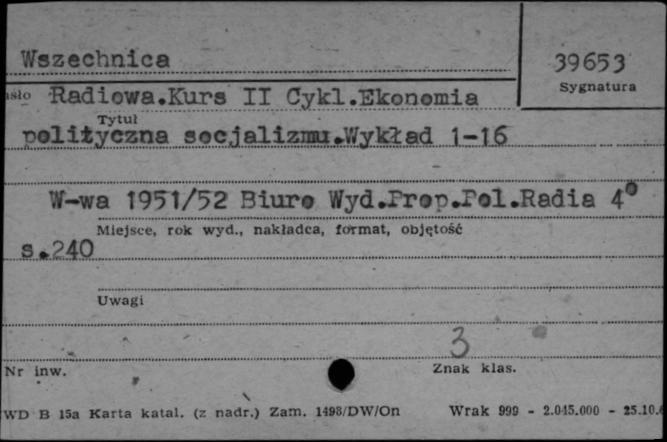 Wszechnica
39653
Sygnatura
Radiowa.Kurs II Cykl.Ekonomia
Tytuł
polityczna socjalizmu.Wykład 1-16
W-wa 1951/52 Biuro Wyd.Prop.Pol.Radia 4°
Miejsce, rok wyd., nakładca, format, objętość
s.240
Uwagi
3
Nr inw.
Znak klas.
WD B 15a Karta katal. (z nadr.) Zam. 1498/DW/On Wrak 999 - 2.045.000 - 25.10.